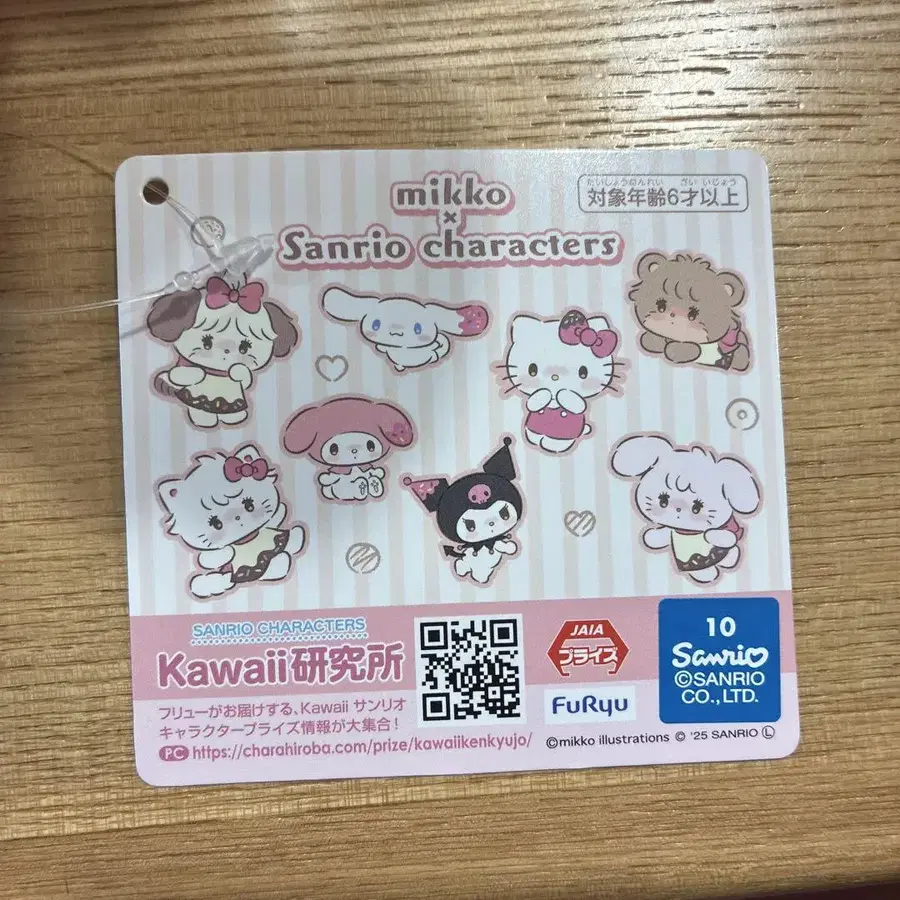 mikko
×
Sanrio characters
たいしょうねんれい さい いじょう
対象年齢6才以上
SANRIO CHARACTERS
Kawaii研究所
フリューがお届けする、Kawaii サンリオ
キャラクタープライズ情報が大集合!
PC https://charahiroba.com/prize/kawaiikenkyujo/
JAIA
プライズ
FuRyu
10
Sanrio
©SANRIO
CO.,LTD.
©mikko illustrations © '25 SANRIO Ⓛ